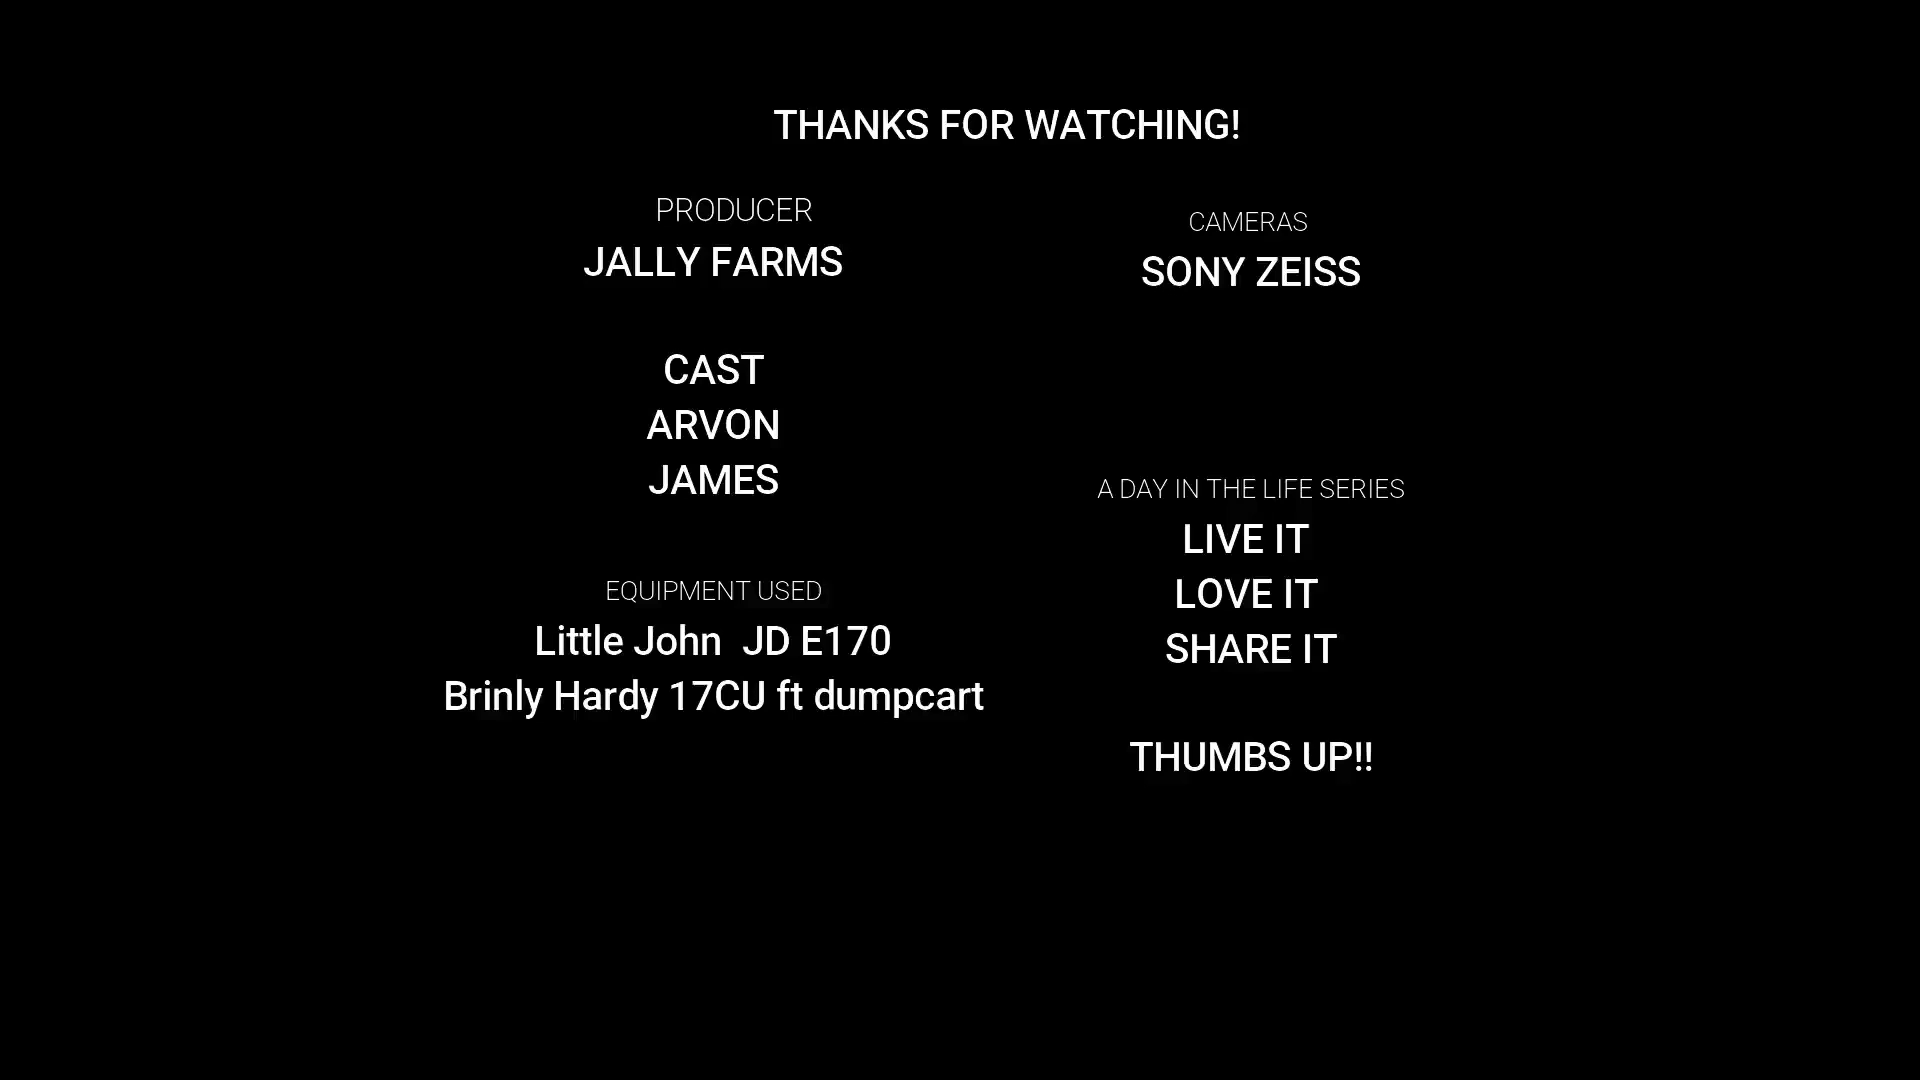 THANKS FOR WATCHING!
PRODUCER
JALLY FARMS
CAST
ARVON
JAMES
EQUIPMENT USED
Little John  JD E170
Brinly Hardy 17CU ft dumpcart
CAMERAS
SONY ZEISS
A DAY IN THE LIFE SERIES
LIVE IT
LOVE IT
SHARE IT
THUMBS UP!!